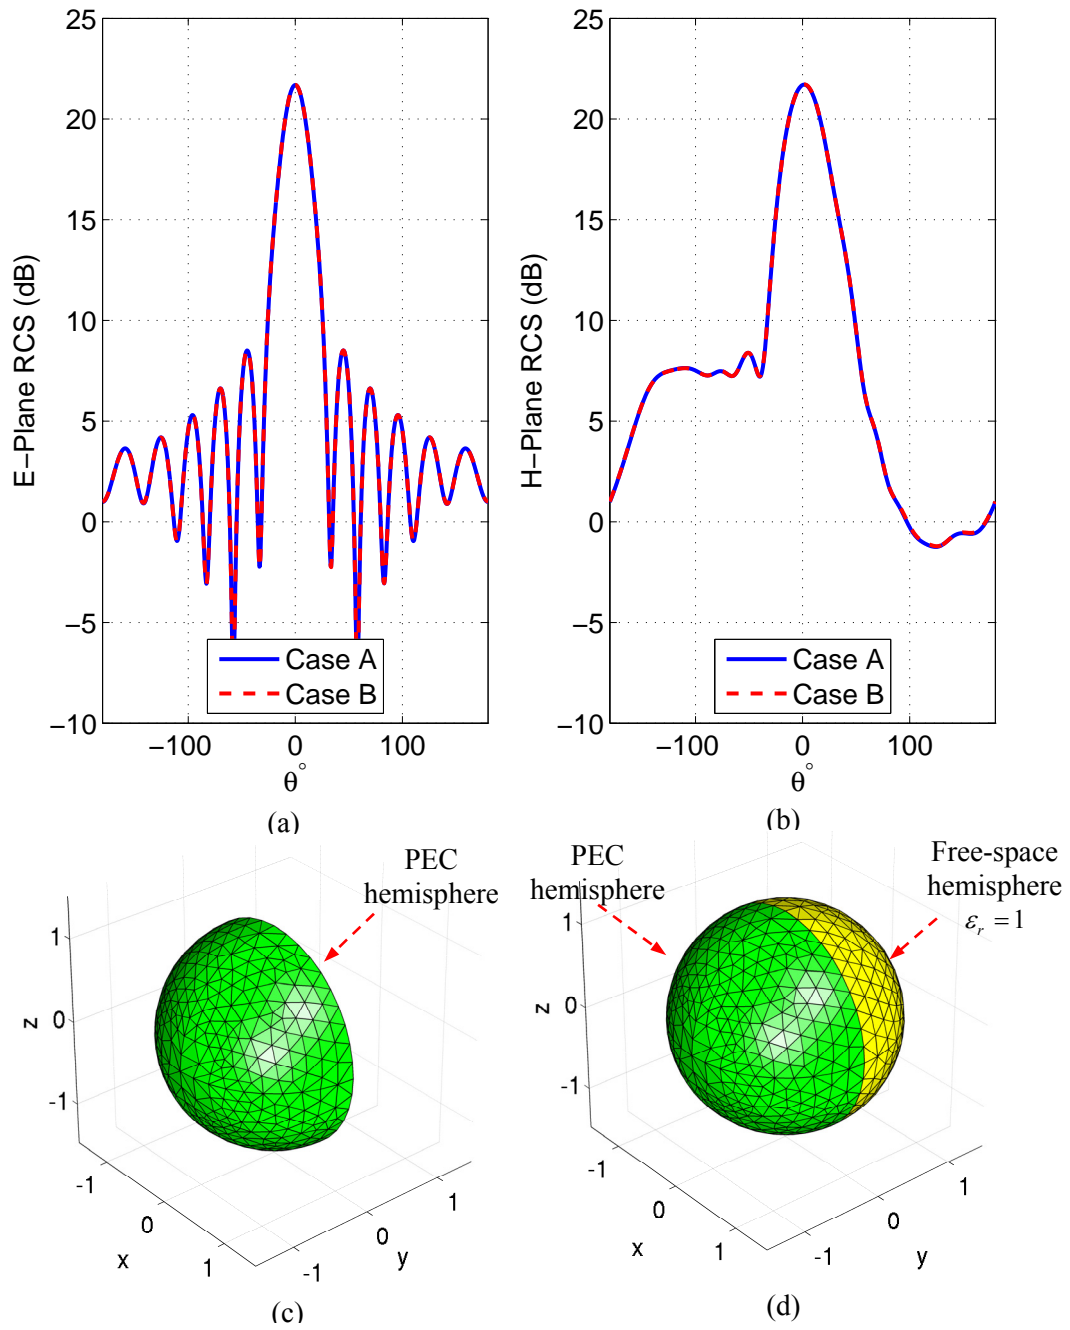 25
20
15
10
5
0
−5
−10
E−Plane RCS (dB)
Case A
Case B
−100 0 100
θ°
(a)
25
20
15
10
5
0
−5
−10
H−Plane RCS (dB)
Case A
Case B
−100 0 100
θ°
(b)
PEC
hemisphere
1
0
-1
z
-1
0
1
x
-1
0
1
y
(c)
PEC
hemisphere
Free-space
hemisphere
εr = 1
1
0
-1
z
-1
0
1
x
-1
0
1
y
(d)